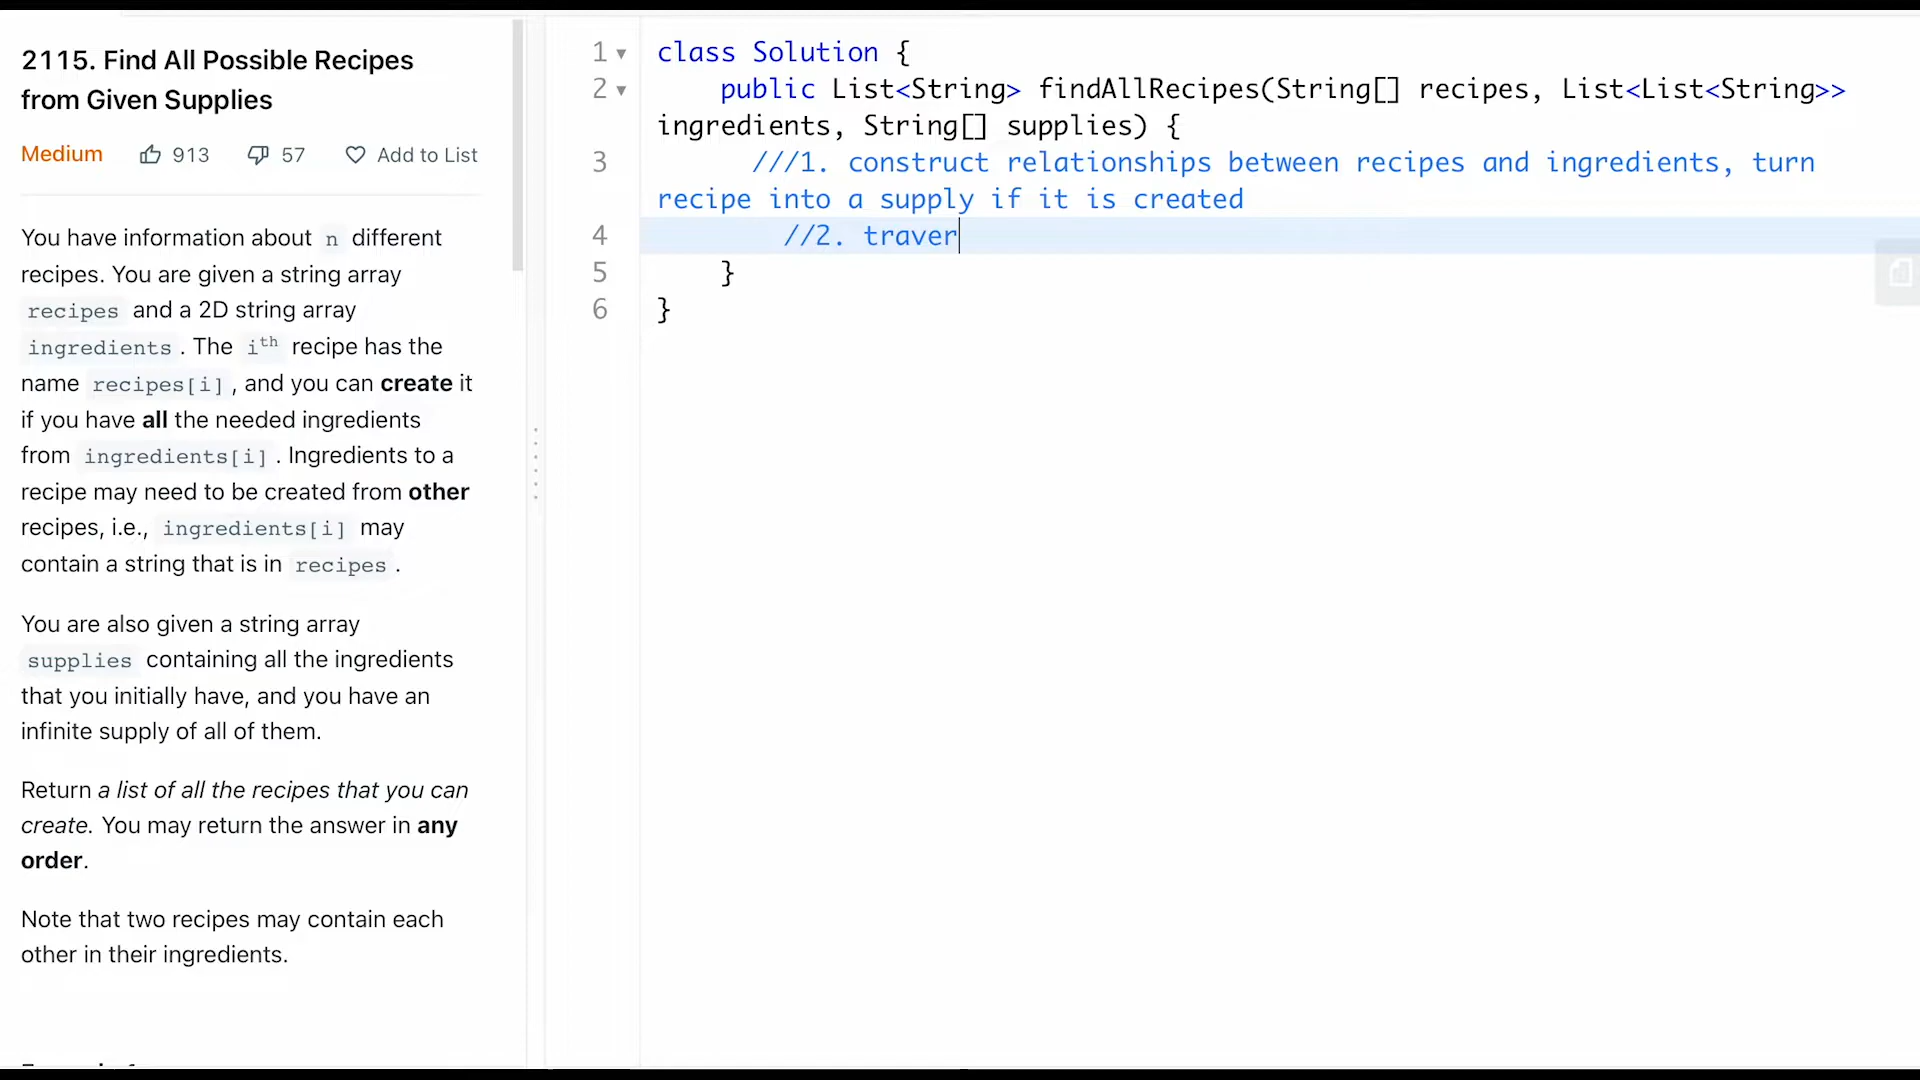 2115. Find All Possible Recipes
from Given Supplies
Medium 913 57 Add to List
You have information about n different
recipes. You are given a string array
recipes and a 2D string array
ingredients . The ith recipe has the
name recipes[i] , and you can create it
if you have all the needed ingredients
from ingredients[i] . Ingredients to a
recipe may need to be created from other
recipes, i.e., ingredients[i] may
contain a string that is in recipes .
You are also given a string array
supplies containing all the ingredients
that you initially have, and you have an
infinite supply of all of them.
Return a list of all the recipes that you can
create. You may return the answer in any
order.
Note that two recipes may contain each
other in their ingredients.
1 class Solution {
2 public List<String> findAllRecipes(String[] recipes, List<List<String>>
ingredients, String[] supplies) {
3 ///1. construct relationships between recipes and ingredients, turn
recipe into a supply if it is created
4 //2. traver
5 }
6 }